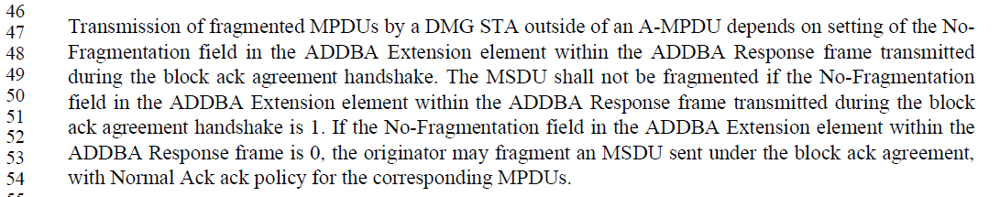 46
47 Transmission of fragmented MPDUs by a DMG STA outside of an A-MPDU depends on setting of the No-
48 Fragmentation field in the ADDBA Extension element within the ADDBA Response frame transmitted
49 during the block ack agreement handshake. The MSDU shall not be fragmented if the No-Fragmentation
50 field in the ADDBA Extension element within the ADDBA Response frame transmitted during the block
51 ack agreement handshake is 1. If the No-Fragmentation field in the ADDBA Extension element within the
52
53 ADDBA Response frame is 0, the originator may fragment an MSDU sent under the block ack agreement,
54 with Normal Ack ack policy for the corresponding MPDUs.